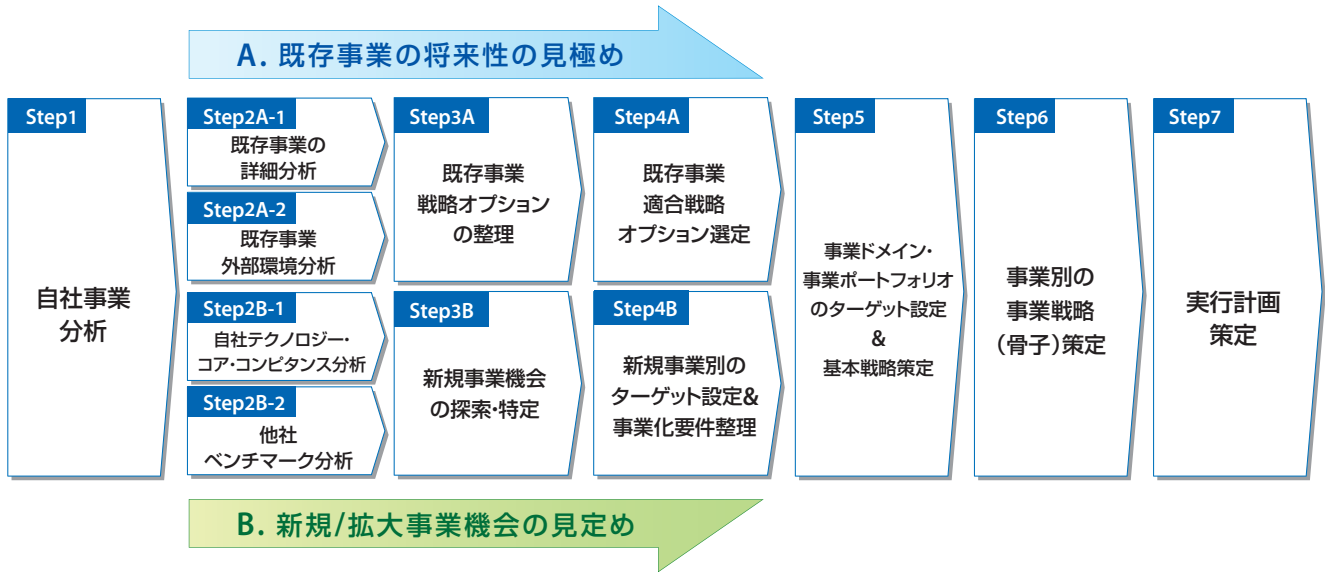 A. 既存事業の将来性の見極め
Step1
自社事業
分析
Step2A-1
既存事業の
詳細分析
Step2A-2
既存事業
外部環境分析
Step2B-1
自社テクノロジー・
コア・コンピタンス分析
Step2B-2
他社
ベンチマーク分析
Step3A
既存事業
戦略オプション
の整理
Step3B
新規事業機会
の探索・特定
Step4A
既存事業
適合戦略
オプション選定
Step4B
新規事業別の
ターゲット設定&
事業化要件整理
Step5
事業ドメイン・
事業ポートフォリオ
のターゲット設定
&
基本戦略策定
Step6
事業別の
事業戦略
（骨子）策定
Step7
実行計画
策定
B. 新規/拡大事業機会の見定め